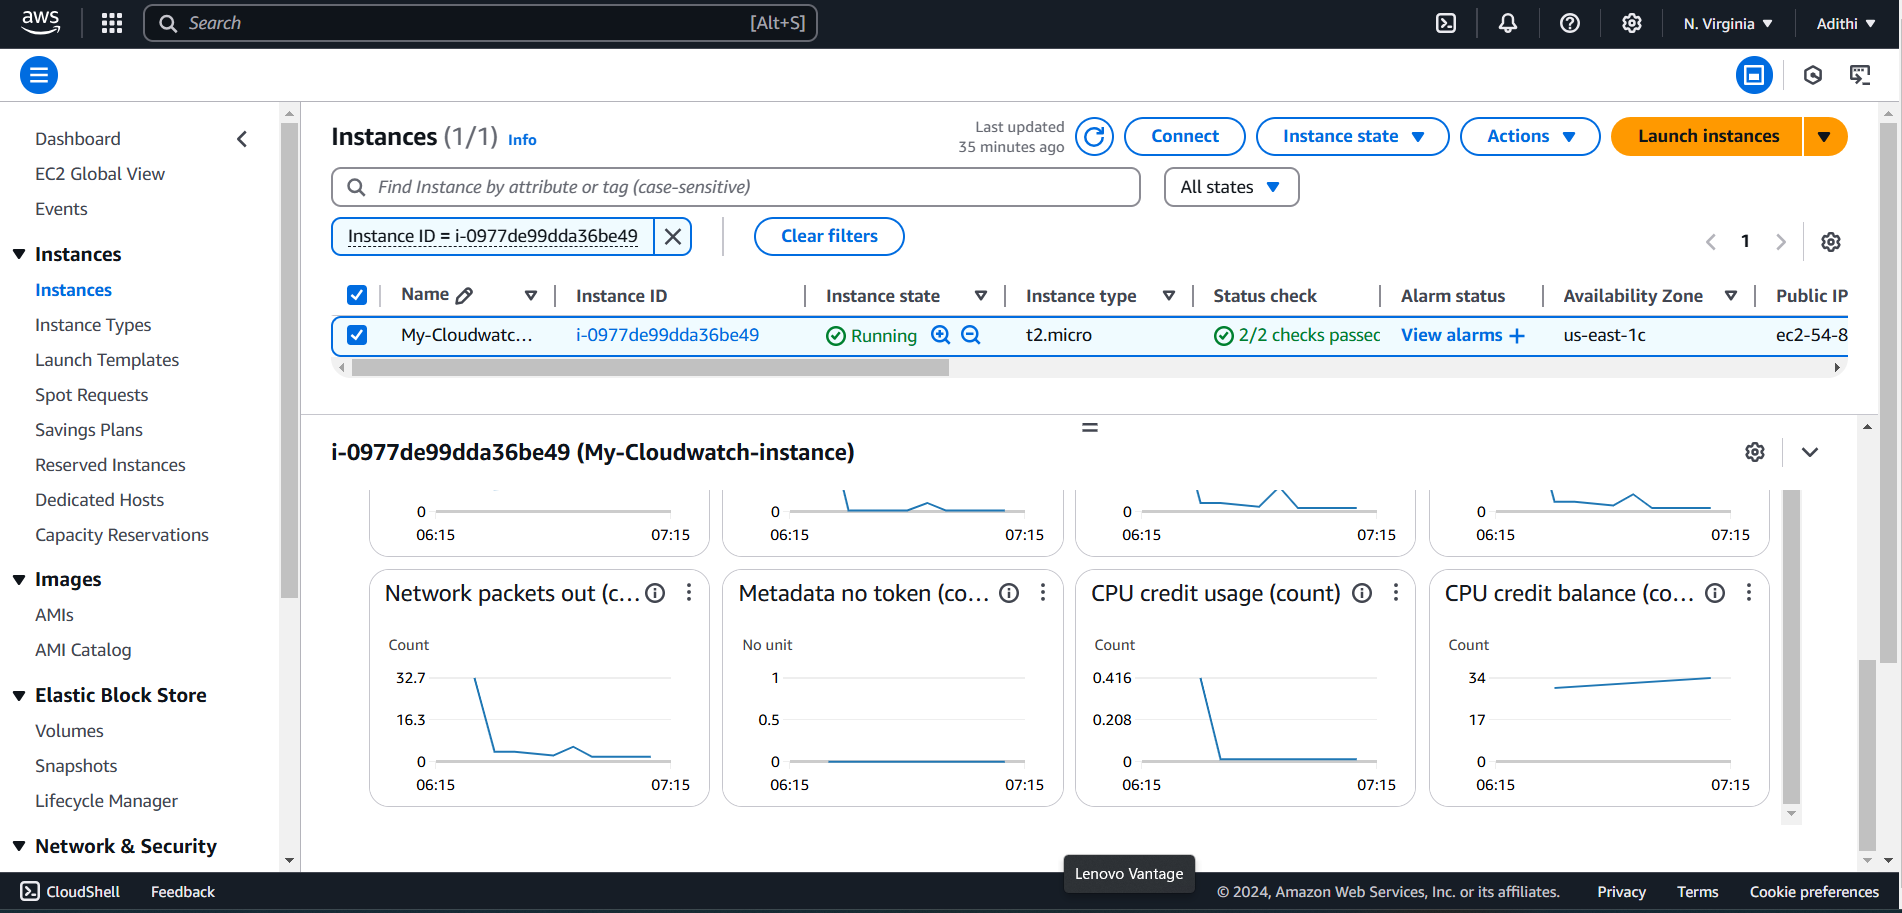 aws
Search [Alt+S]
N. Virginia
Adithi
Dashboard
EC2 Global View
Events
Instances
Instances
Instance Types
Launch Templates
Spot Requests
Savings Plans
Reserved Instances
Dedicated Hosts
Capacity Reservations
Images
AMIs
AMI Catalog
Elastic Block Store
Volumes
Snapshots
Lifecycle Manager
Network & Security
Instances (1/1) Info
Last updated
35 minutes ago
Connect
Instance state
Actions
Launch instances
Find Instance by attribute or tag (case-sensitive)
All states
Instance ID = i-0977de99dda36be49
Clear filters
1
Name Instance ID Instance state Instance type Status check Alarm status Availability Zone Public IP
My-Cloudwatc... i-0977de99dda36be49 Running t2.micro 2/2 checks passed View alarms + us-east-1c ec2-54-8
i-0977de99dda36be49 (My-Cloudwatch-instance)
0
06:15 07:15
0
06:15 07:15
0
06:15 07:15
0
06:15 07:15
Network packets out (c...
Count
32.7
16.3
0
06:15 07:15
Metadata no token (co...
No unit
1
0.5
0
06:15 07:15
CPU credit usage (count)
Count
0.416
0.208
0
06:15 07:15
CPU credit balance (co...
Count
34
17
0
06:15 07:15
Lenovo Vantage
CloudShell Feedback
© 2024, Amazon Web Services, Inc. or its affiliates. Privacy Terms Cookie preferences